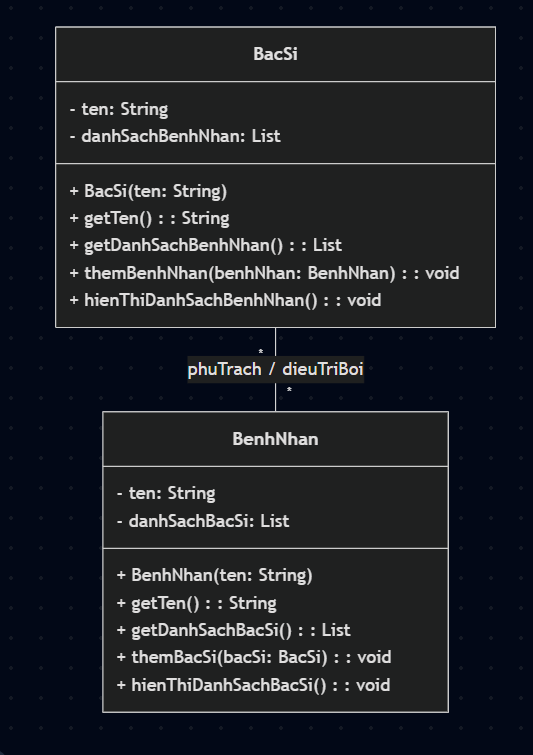 BacSi
- ten: String
- danhSachBenhNhan: List
+ BacSi(ten: String)
+ getTen() : : String
+ getDanhSachBenhNhan() : : List
+ themBenhNhan(benhNhan: BenhNhan) : : void
+ hienThiDanhSachBenhNhan() : : void
*
phuTrach / dieuTriBoi
*
BenhNhan
- ten: String
- danhSachBacSi: List
+ BenhNhan(ten: String)
+ getTen() : : String
+ getDanhSachBacSi() : : List
+ themBacSi(bacSi: BacSi) : : void
+ hienThiDanhSachBacSi() : : void